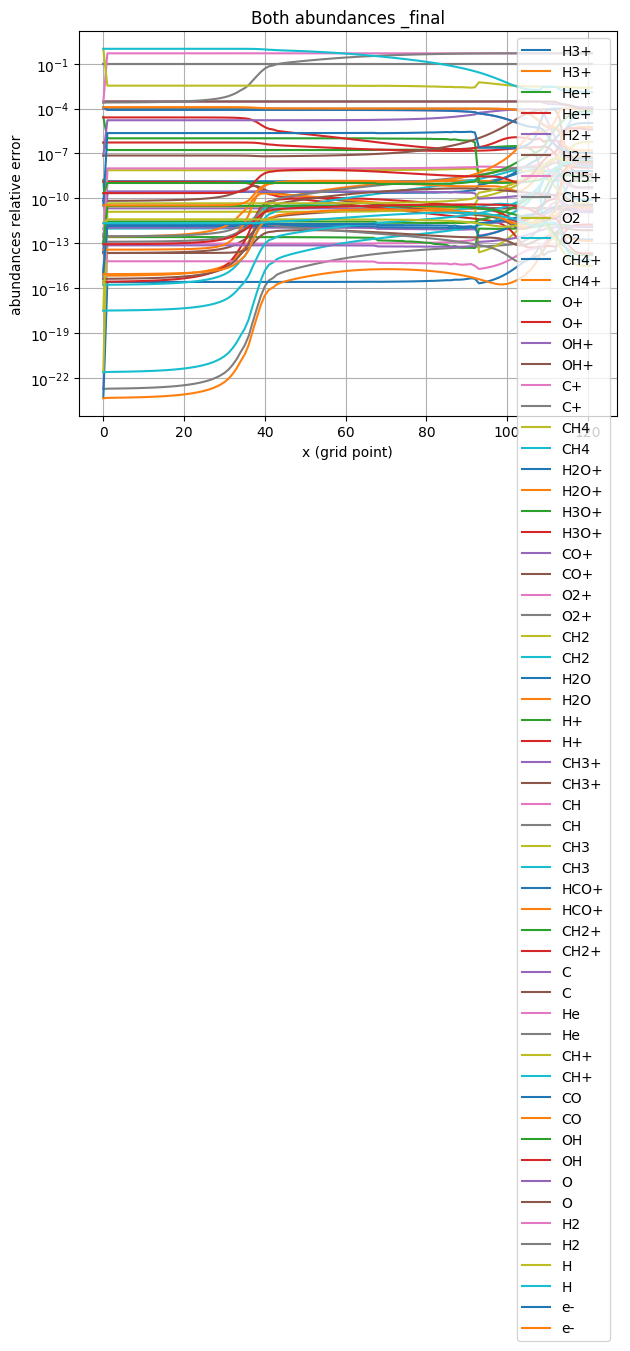 Both abundances _final
abundances relative error
10⁻¹
10⁻⁴
10⁻⁷
10⁻¹⁰
10⁻¹³
10⁻¹⁶
10⁻¹⁹
10⁻²²
0
20
40
60
80
100
120
x (grid point)
H3+
H3+
He+
He+
H2+
H2+
CH5+
CH5+
O2
O2
CH4+
CH4+
O+
O+
OH+
OH+
C+
C+
CH4
CH4
H2O+
H2O+
H3O+
H3O+
CO+
CO+
O2+
O2+
CH2
CH2
H2O
H2O
H+
H+
CH3+
CH3+
CH
CH
CH3
CH3
HCO+
HCO+
CH2+
CH2+
C
C
He
He
CH+
CH+
CO
CO
OH
OH
O
O
H2
H2
H
H
e-
e-